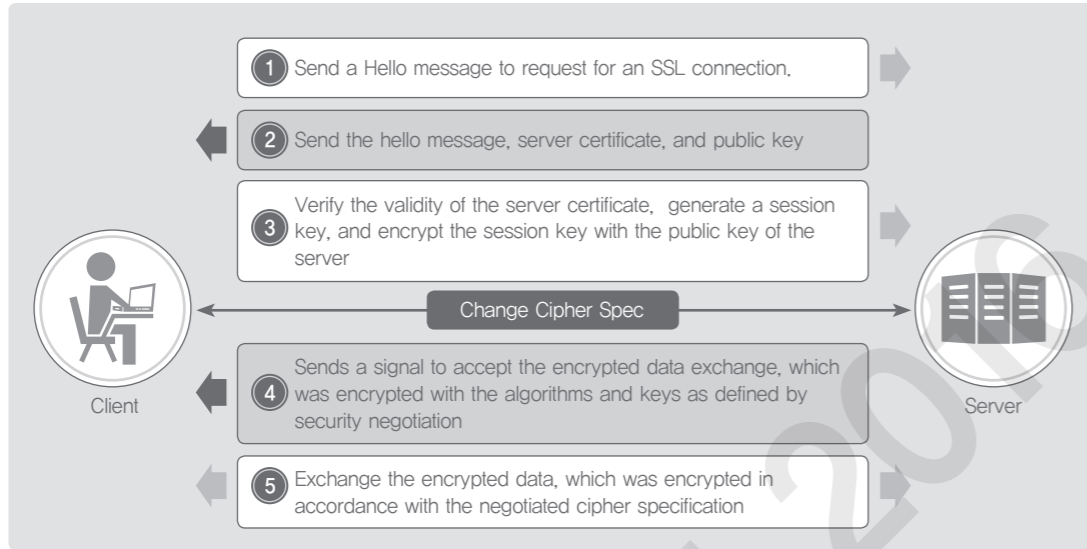 1 Send a Hello message to request for an SSL connection.
2 Send the hello message, server certificate, and public key
Verify the validity of the server certificate, generate a session
3 key, and encrypt the session key with the public key of the
server
Change Cipher Spec
Sends a signal to accept the encrypted data exchange, which
4 was encrypted with the algorithms and keys as defined by
security negotiation
Client
Server
5 Exchange the encrypted data, which was encrypted in
accordance with the negotiated cipher specification
2016